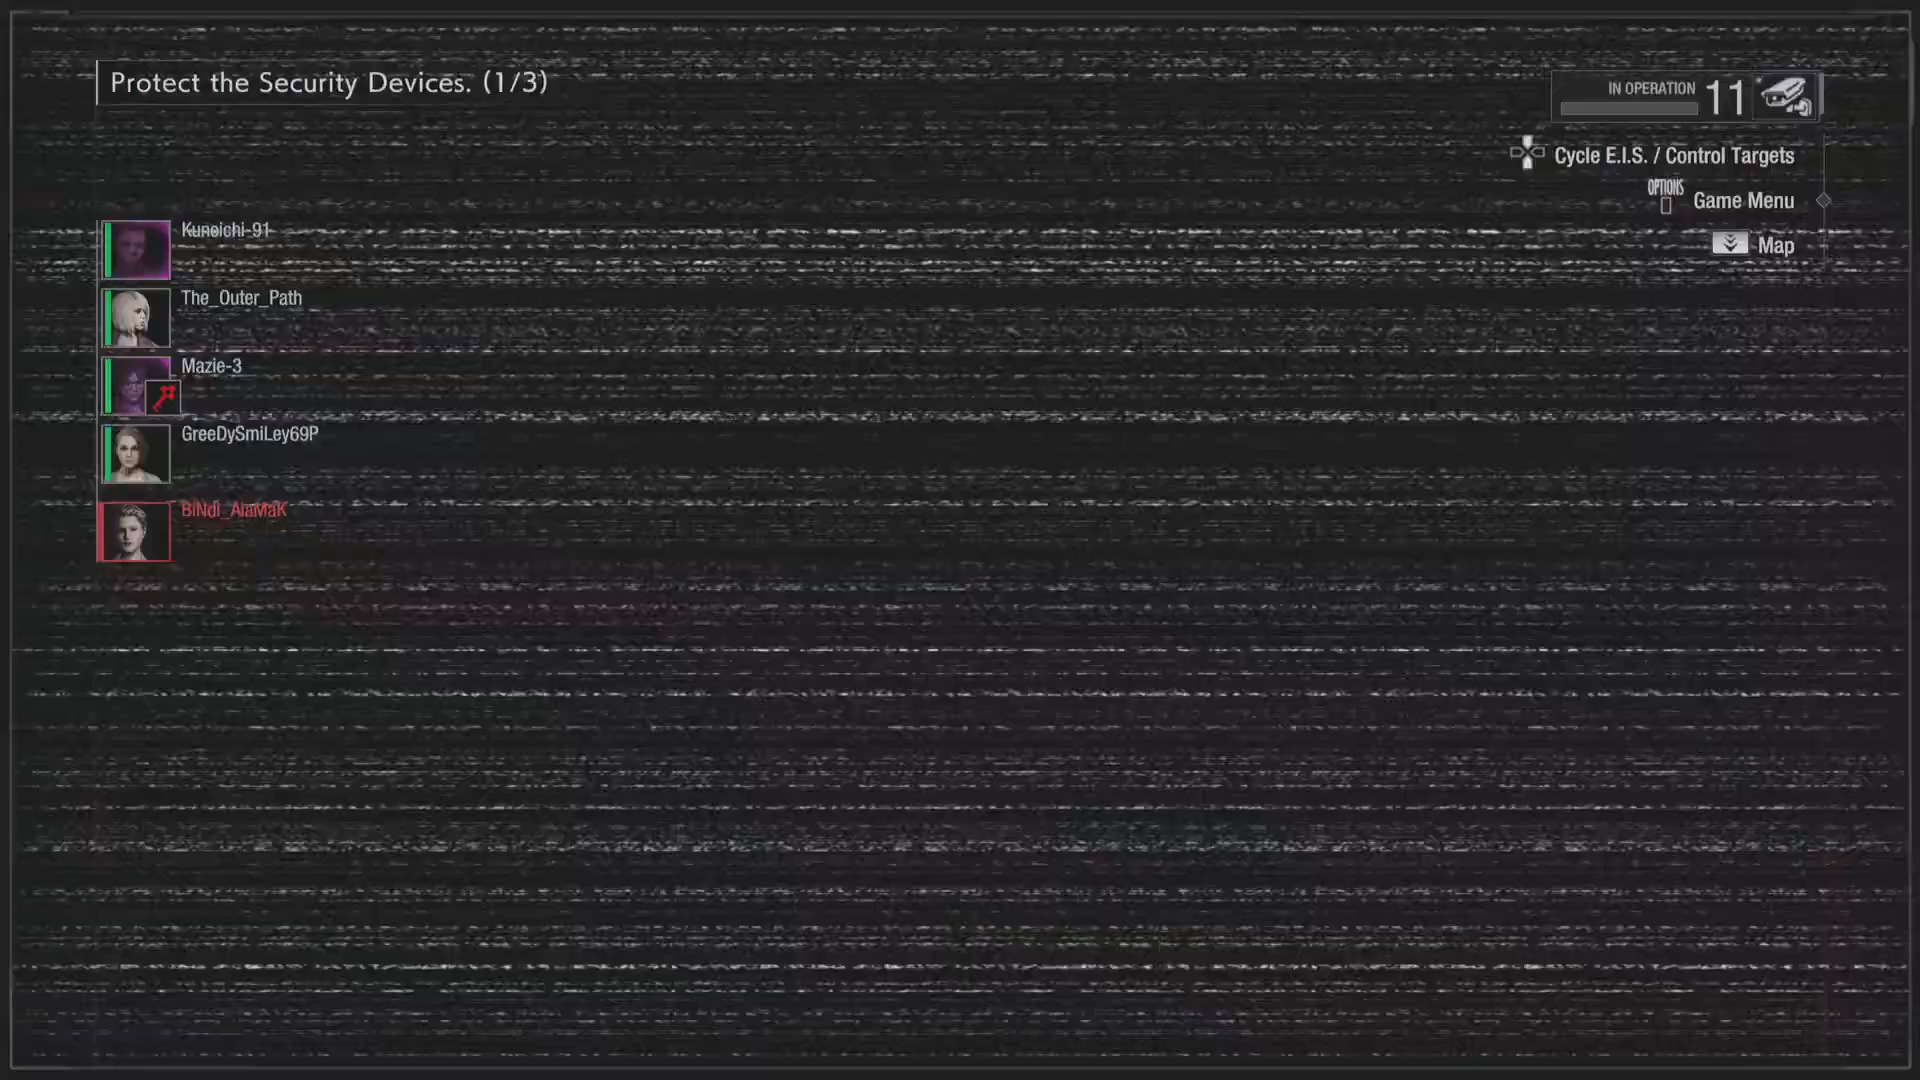 Protect the Security Devices. (1/3)
IN OPERATION 11
Cycle E.I.S. / Control Targets
OPTIONS
Game Menu
Map
Kunoichi-91
The_Outer_Path
Mazie-3
GreeDySmiLey69P
BlNdi_AlaMaK